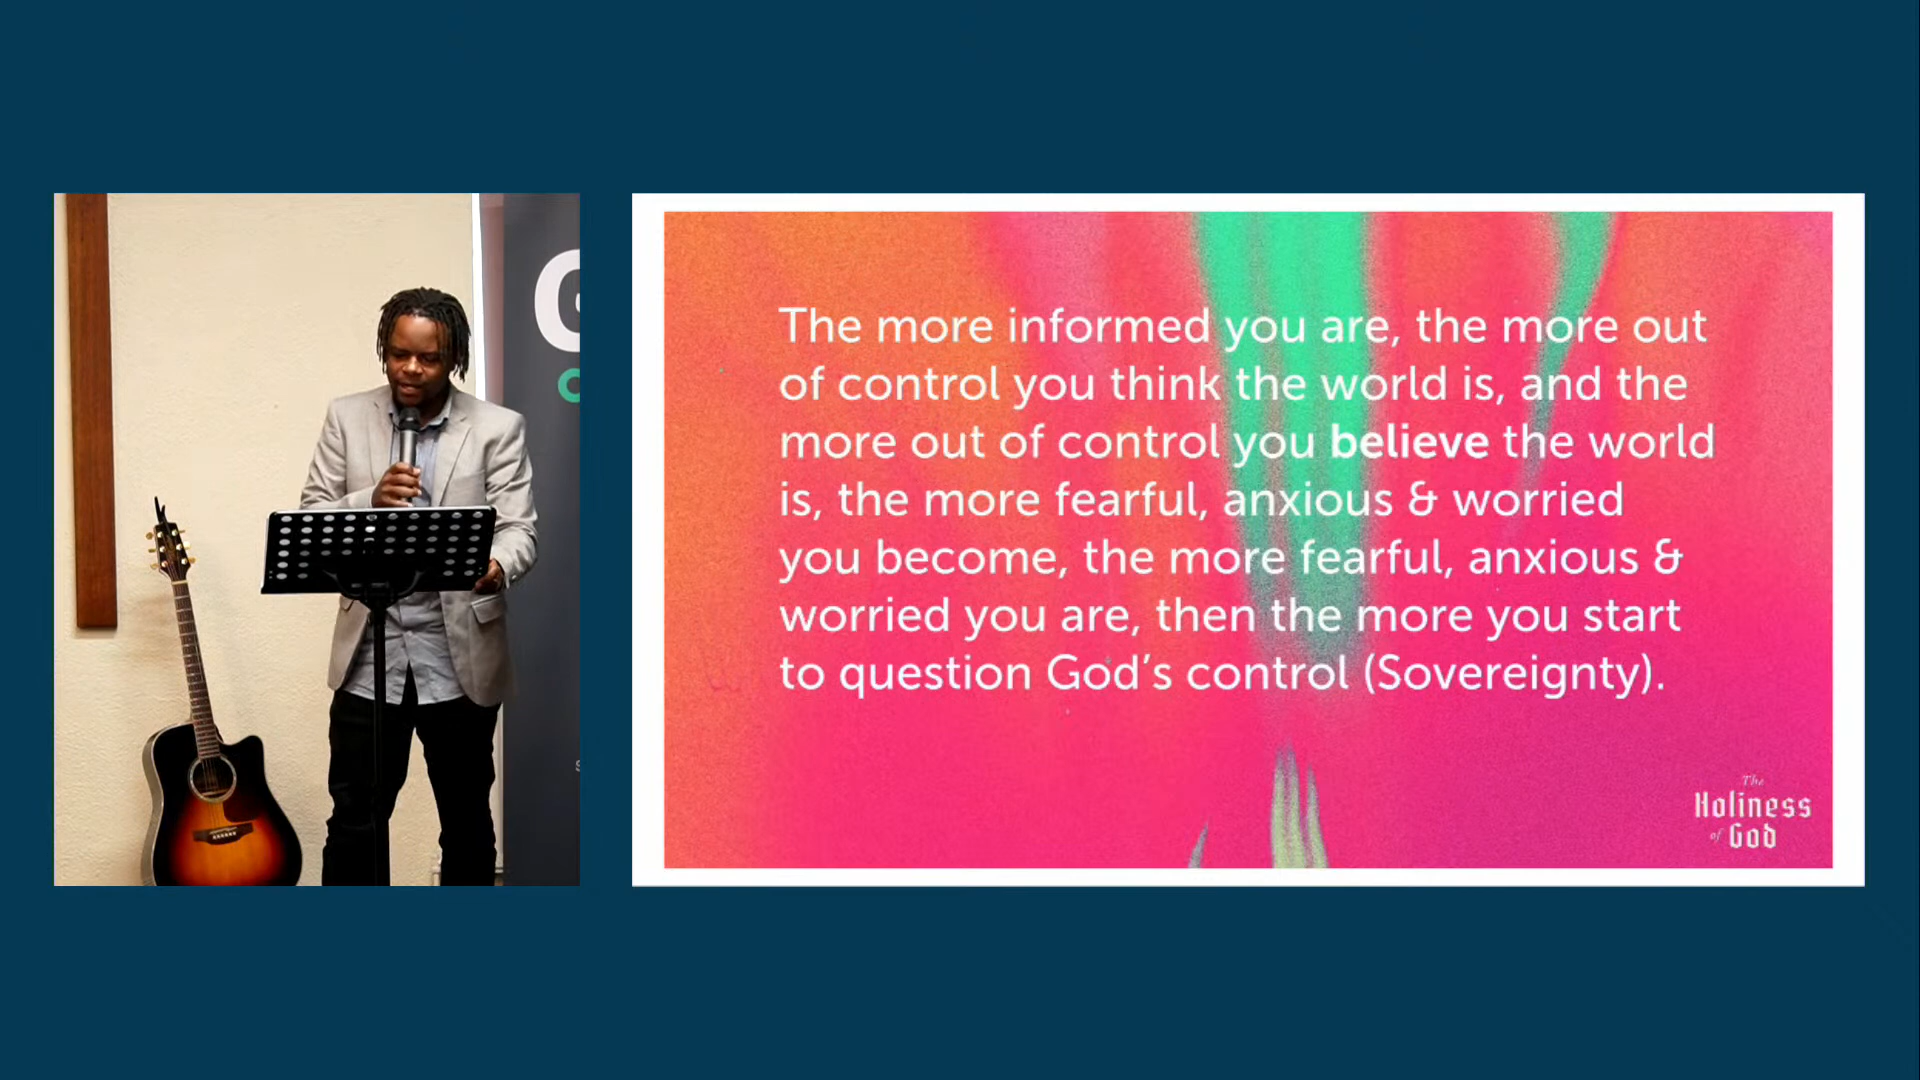 The more informed you are, the more out
of control you think the world is, and the
more out of control you believe the world
is, the more fearful, anxious & worried
you become, the more fearful, anxious &
worried you are, then the more you start
to question God's control (Sovereignty).
The
Holiness
of God